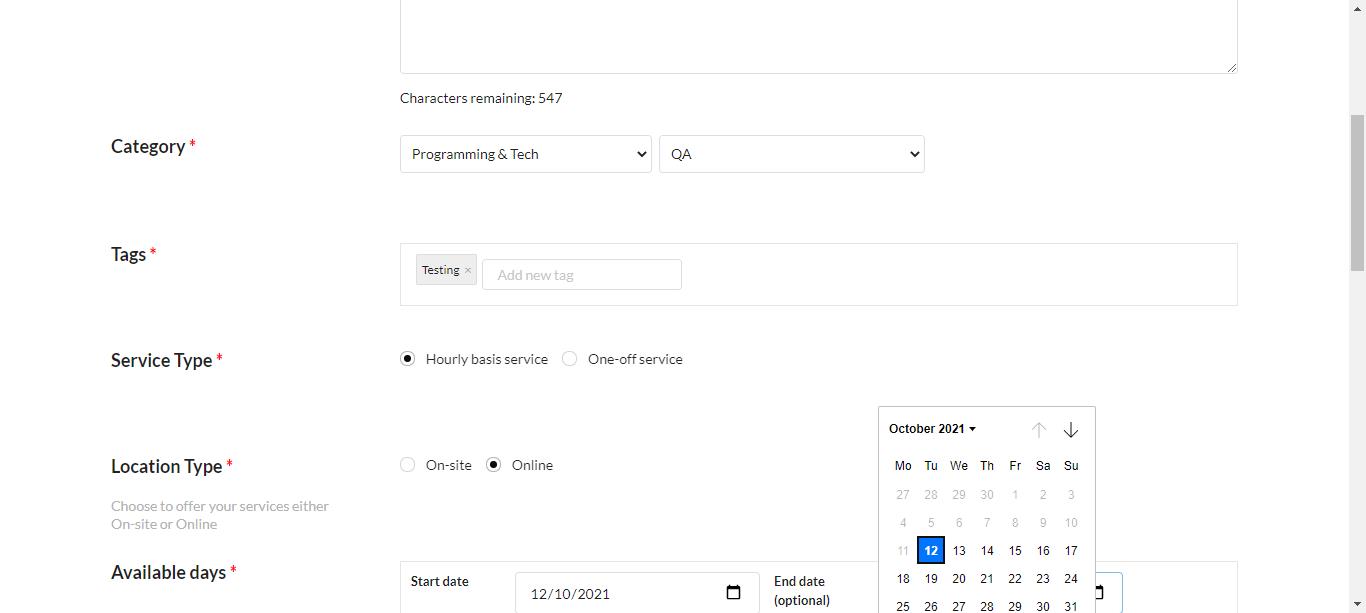 Characters remaining: 547
Category *
Programming & Tech
QA
Tags *
Testing ×
Add new tag
Service Type *
Hourly basis service
One-off service
Location Type *
On-site
Online
Choose to offer your services either
On-site or Online
Available days *
Start date
12/10/2021
End date
(optional)
October 2021
Mo Tu We Th Fr Sa Su
27 28 29 30 1 2 3
4 5 6 7 8 9 10
11 12 13 14 15 16 17
18 19 20 21 22 23 24
25 26 27 28 29 30 31